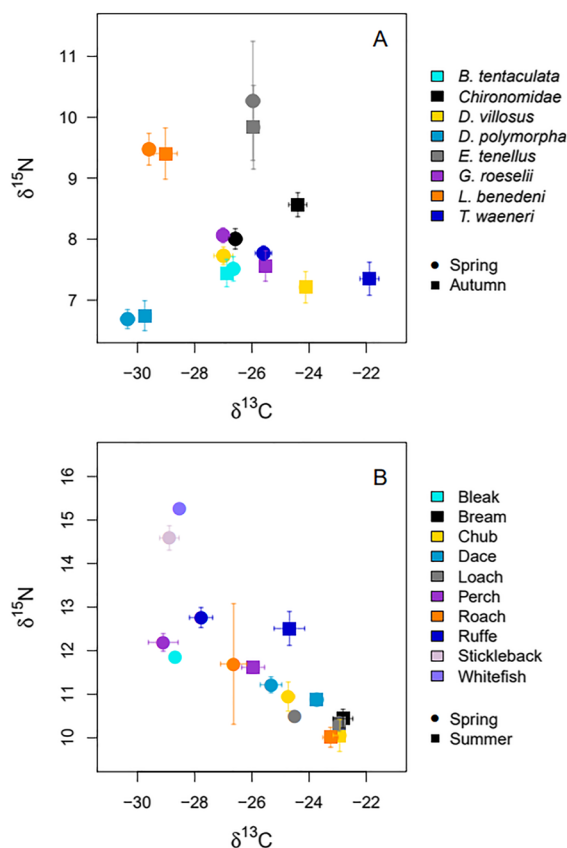 A
11
10
9
8
7
δ15N
−30 −28 −26 −24 −22
δ13C
B. tentaculata
Chironomidae
D. villosus
D. polymorpha
E. tenellus
G. roeselii
L. benedeni
T. waeneri
Spring
Autumn
B
16
15
14
13
12
11
10
δ15N
−30 −28 −26 −24 −22
δ13C
Bleak
Bream
Chub
Dace
Loach
Perch
Roach
Ruffe
Stickleback
Whitefish
Spring
Summer